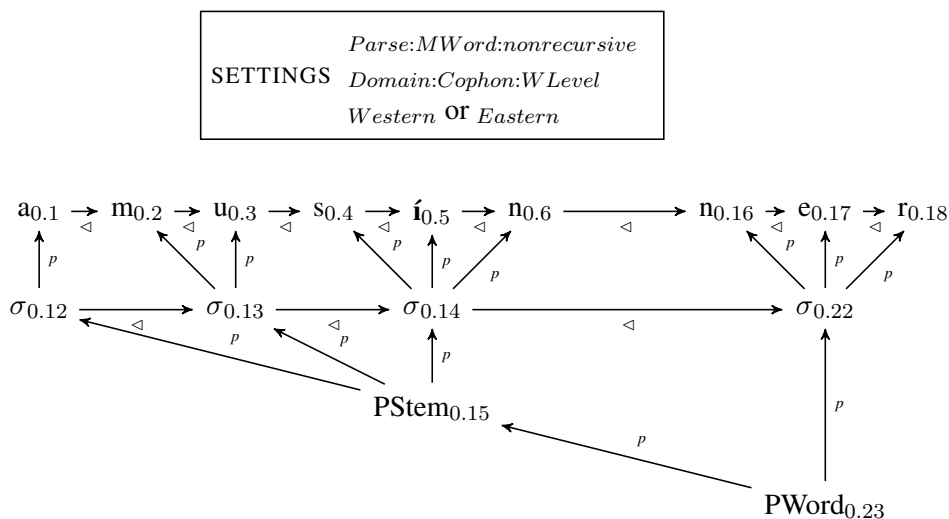 SETTINGS
Parse:MWord:nonrecursive
Domain:Cophon:WLevel
Western or Eastern
a0.1 m0.2 u0.3 s0.4 í0.5 n0.6 n0.16 e0.17 r0.18
◁ ◁ ◁ ◁ ◁ ◁ ◁ ◁
p p p p p p p p p
σ0.12 σ0.13 σ0.14 σ0.22
◁ ◁ ◁
p p p p
PStem0.15
p
PWord0.23